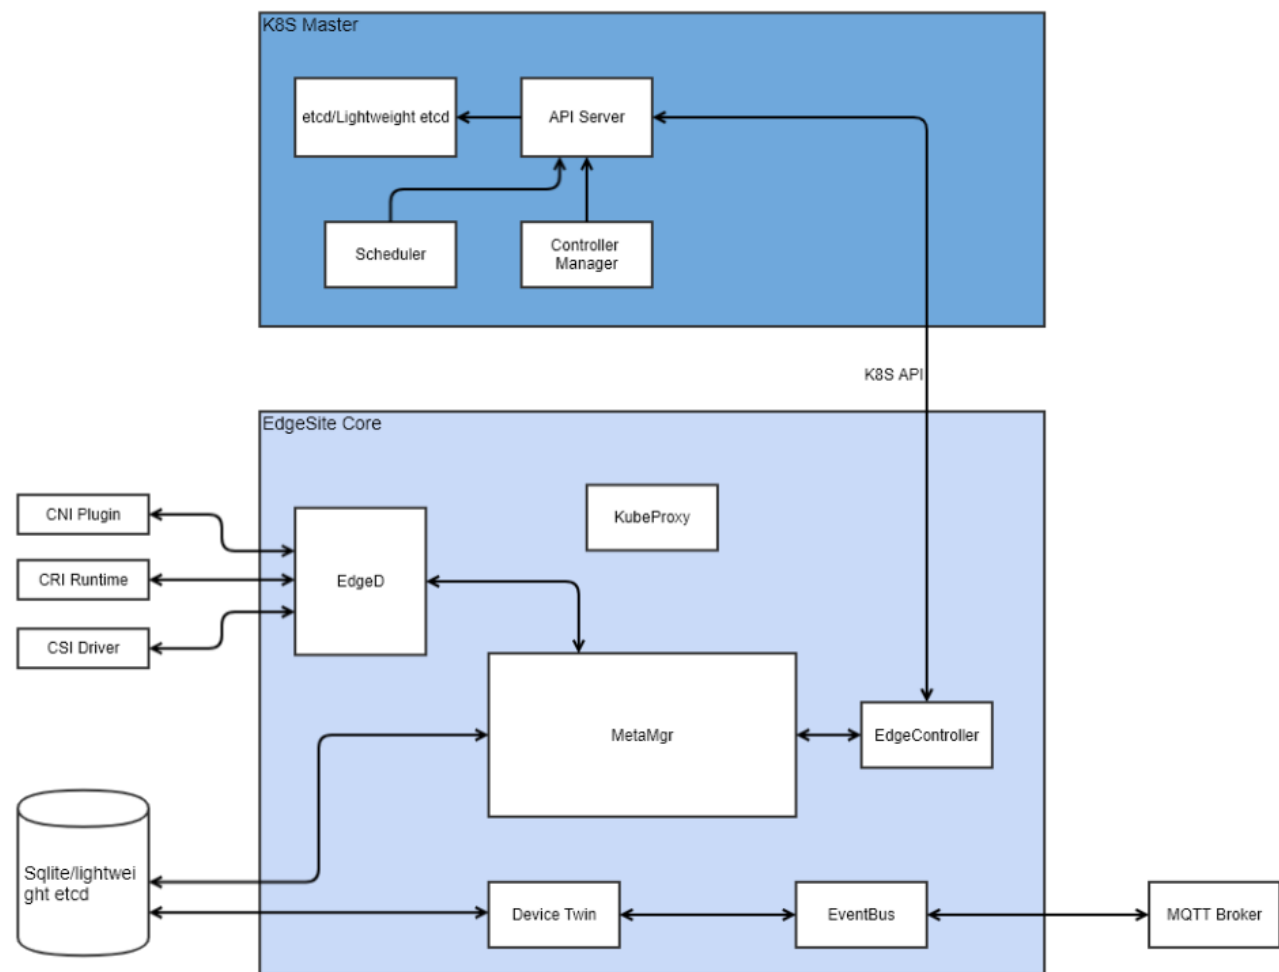 K8S Master
etcd/Lightweight etcd
API Server
Scheduler
Controller
Manager
K8S API
EdgeSite Core
CNI Plugin
KubeProxy
CRI Runtime
EdgeD
CSI Driver
MetaMgr
EdgeController
Sqlite/lightwei
ght etcd
Device Twin
EventBus
MQTT Broker